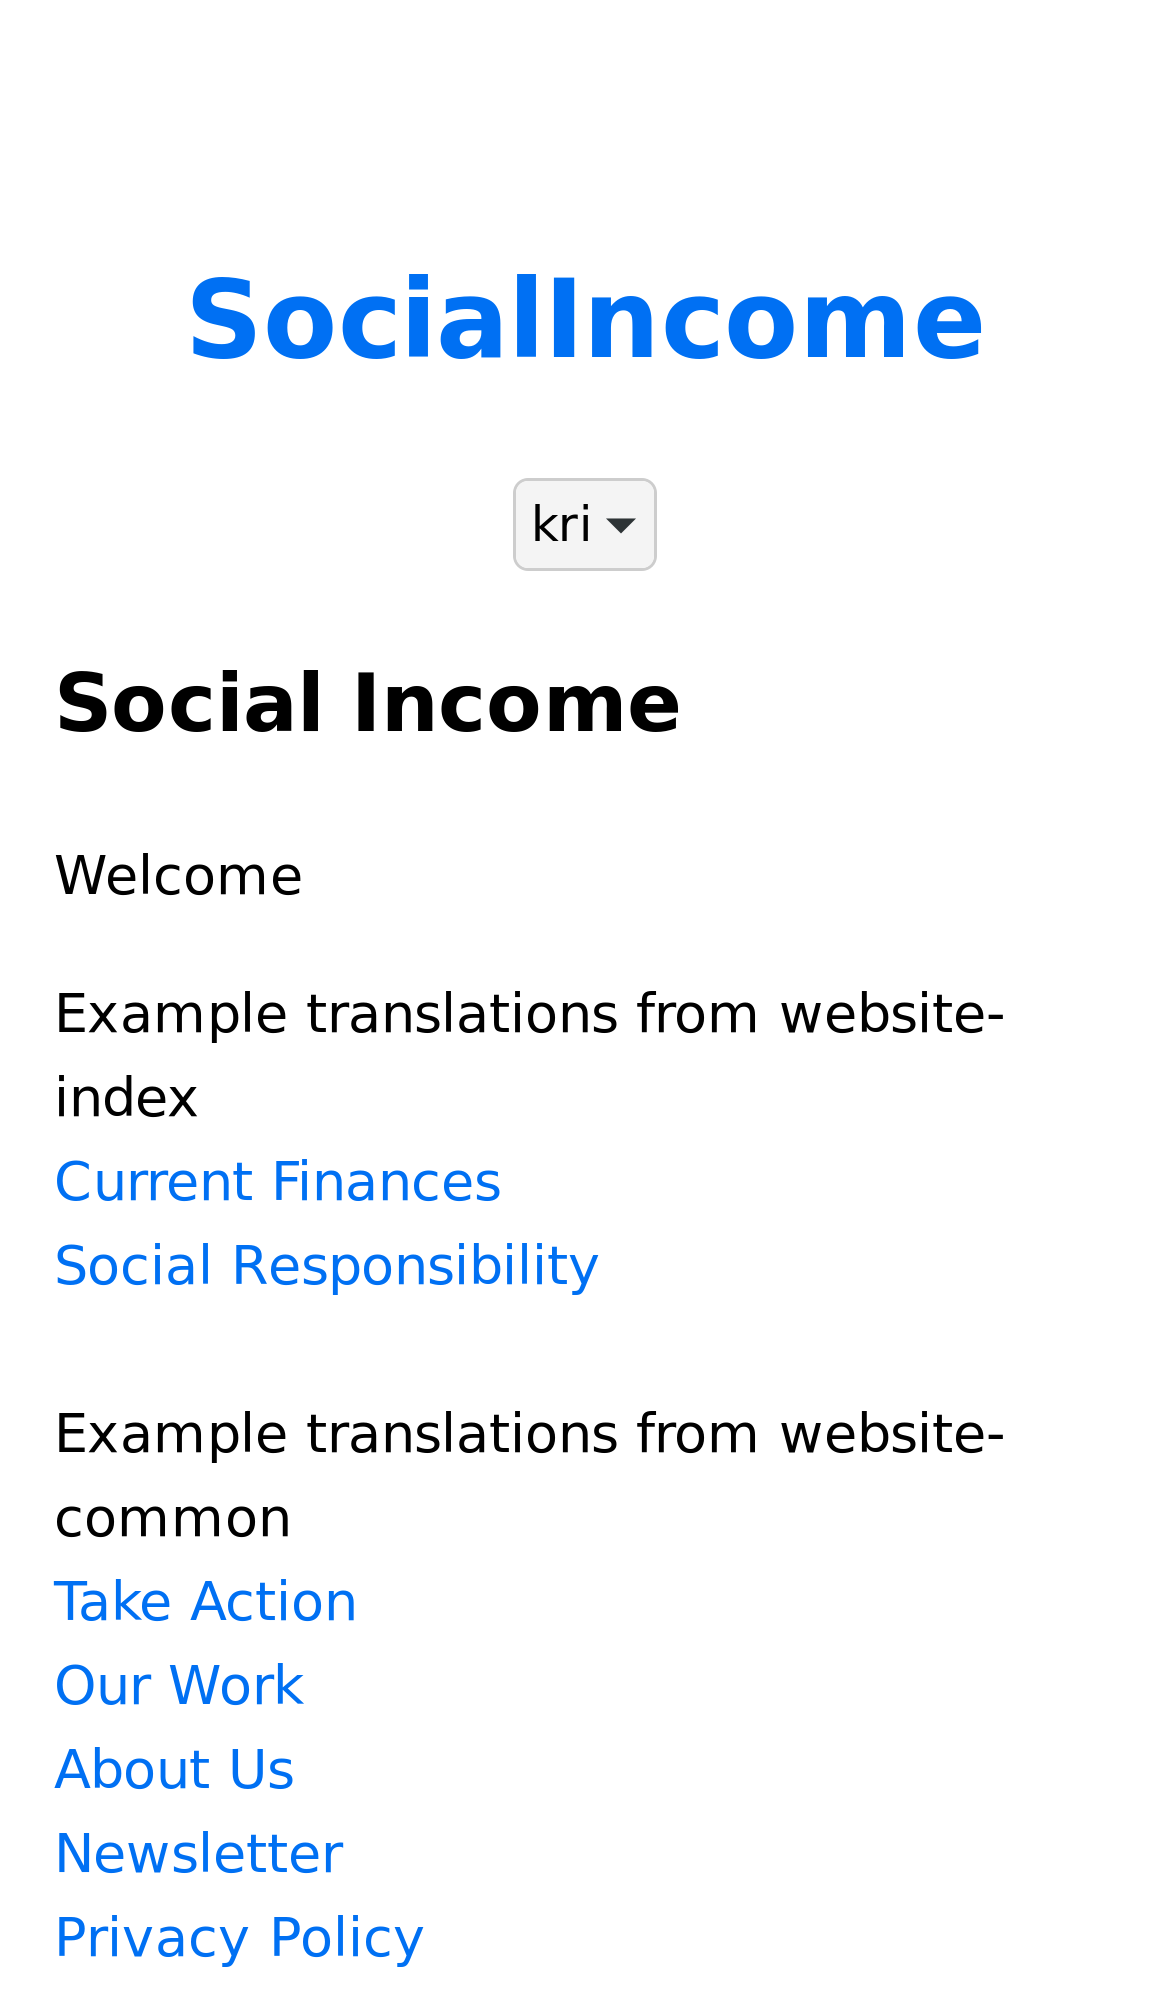 SocialIncome
kri
Social Income
Welcome
Example translations from website-
index
Current Finances
Social Responsibility
Example translations from website-
common
Take Action
Our Work
About Us
Newsletter
Privacy Policy